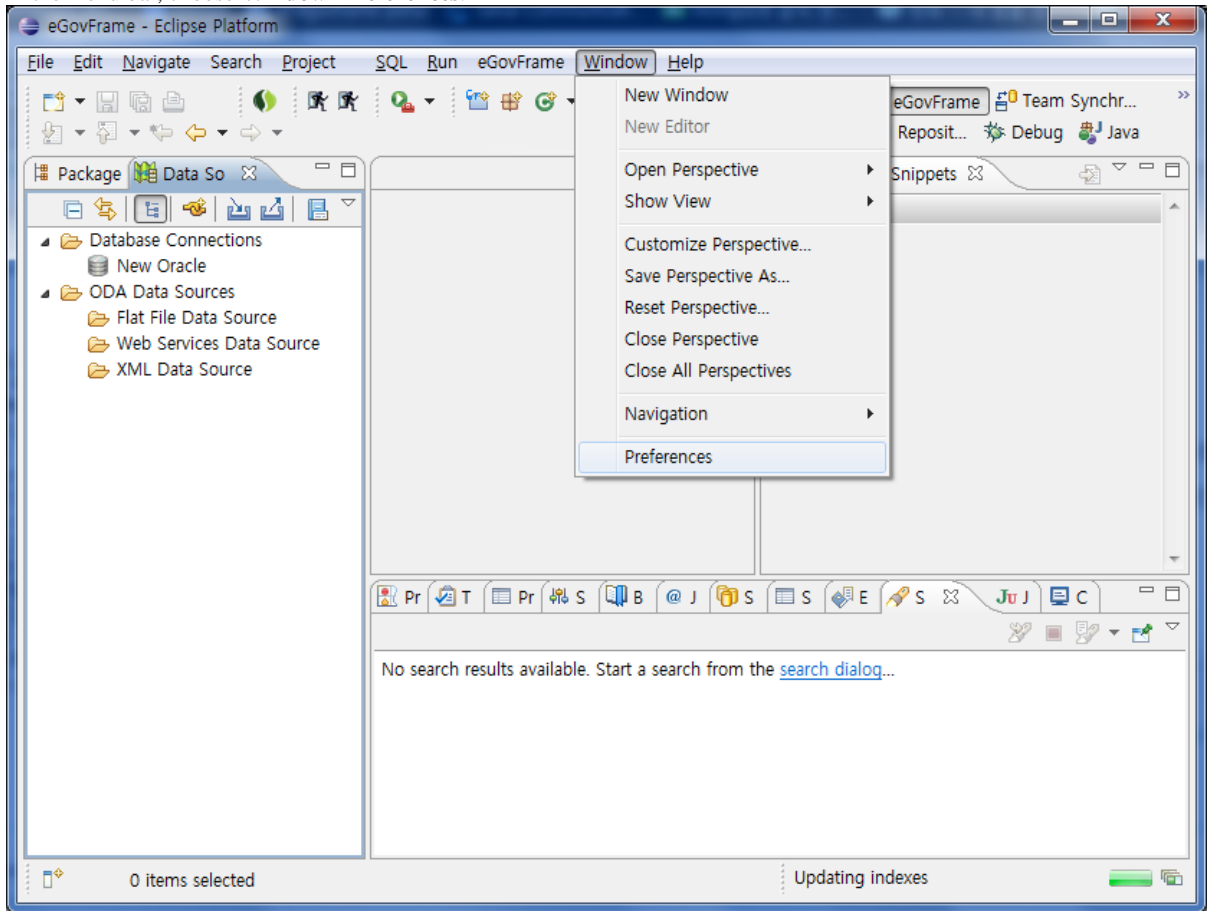 eGovFrame - Eclipse Platform
File Edit Navigate Search Project SQL Run eGovFrame Window Help
eGovFrame Team Synchr... »
Reposit... Debug Java
Package Data So
Database Connections
New Oracle
ODA Data Sources
Flat File Data Source
Web Services Data Source
XML Data Source
New Window
New Editor
Open Perspective
Show View
Customize Perspective...
Save Perspective As...
Reset Perspective...
Close Perspective
Close All Perspectives
Navigation
Preferences
Snippets
Pr T Pr S B @ J S S E S Ju J C
No search results available. Start a search from the search dialog...
0 items selected
Updating indexes